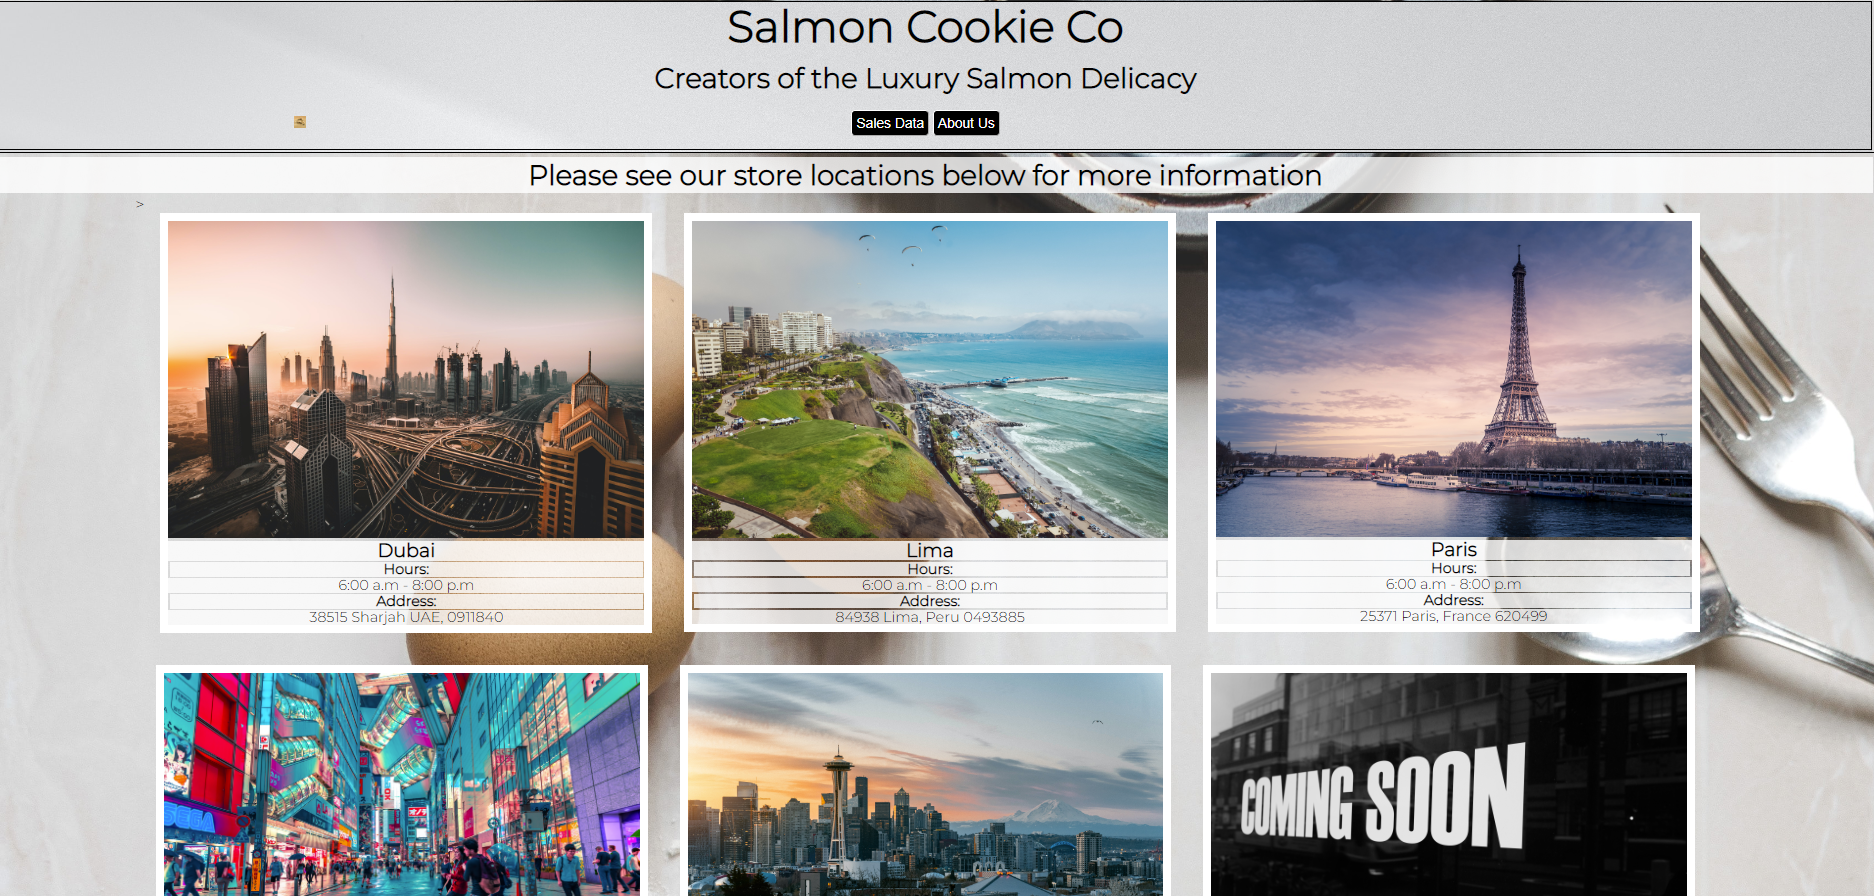 Salmon Cookie Co
Creators of the Luxury Salmon Delicacy
Sales Data
About Us
Please see our store locations below for more information
>
Dubai
Hours:
6:00 a.m - 8:00 p.m
Address:
38515 Sharjah UAE, 0911840
Lima
Hours:
6:00 a.m - 8:00 p.m
Address:
84938 Lima, Peru 0493885
Paris
Hours:
6:00 a.m - 8:00 p.m
Address:
25371 Paris, France 620499
SEGA
COMING SOON